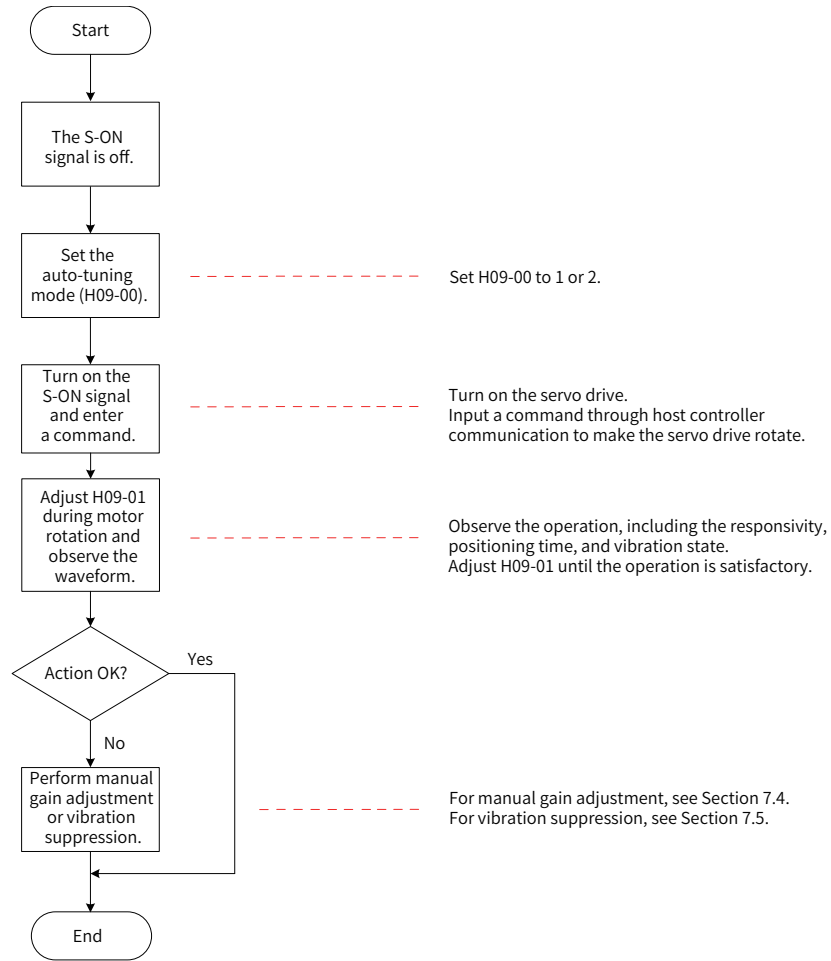 Start
The S-ON
signal is off.
Set the
auto-tuning
mode (H09-00).
Set H09-00 to 1 or 2.
Turn on the
S-ON signal
and enter
a command.
Turn on the servo drive.
Input a command through host controller
communication to make the servo drive rotate.
Adjust H09-01
during motor
rotation and
observe the
waveform.
Observe the operation, including the responsivity,
positioning time, and vibration state.
Adjust H09-01 until the operation is satisfactory.
Action OK?
Yes
No
Perform manual
gain adjustment
or vibration
suppression.
For manual gain adjustment, see Section 7.4.
For vibration suppression, see Section 7.5.
End